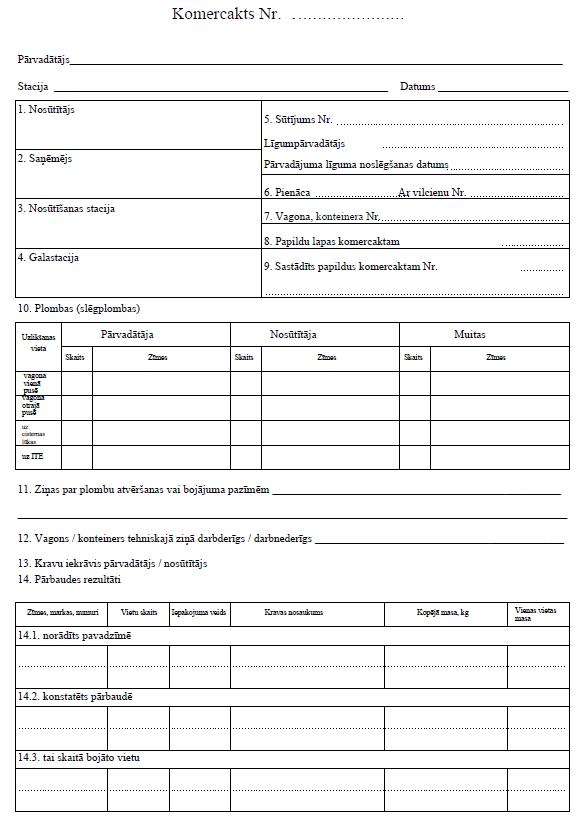 Komercakts Nr. ........................
Pārvadātājs
Stacija Datums
1. Nosūtītājs
5. Sūtījums Nr.
Līgumpārvadātājs
2. Saņēmējs
Pārvadājuma līguma noslēgšanas datums
6. Pienāca Ar vilcienu Nr.
3. Nosūtīšanas stacija
7. Vagona, konteinera Nr.
8. Papildu lapas komercaktam
4. Galastacija
9. Sastādīts papildus komercaktam Nr.
10. Plombas (slēgplombas)
Uzlikšanas vieta
Pārvadātāja Nosūtītāja Muitas
Skaits Zīmes Skaits Zīmes Skaits Zīmes
vagona
vienā
pusē
vagona
otrajā
pusē
uz
cisternas
lūkas
uz ITE
11. Ziņas par plombu atvēršanas vai bojājuma pazīmēm
12. Vagons / konteiners tehniskajā ziņā darbderīgs / darbnederīgs
13. Kravu iekrāvis pārvadātājs / nosūtītājs
14. Pārbaudes rezultāti
Zīmes, markas, numuri Vietu skaits Iepakojuma veids Kravas nosaukums Kopējā masa, kg Vienas vietas masa
14.1. norādīts pavadzīmē
14.2. konstatēts pārbaudē
14.3. tai skaitā bojāto vietu